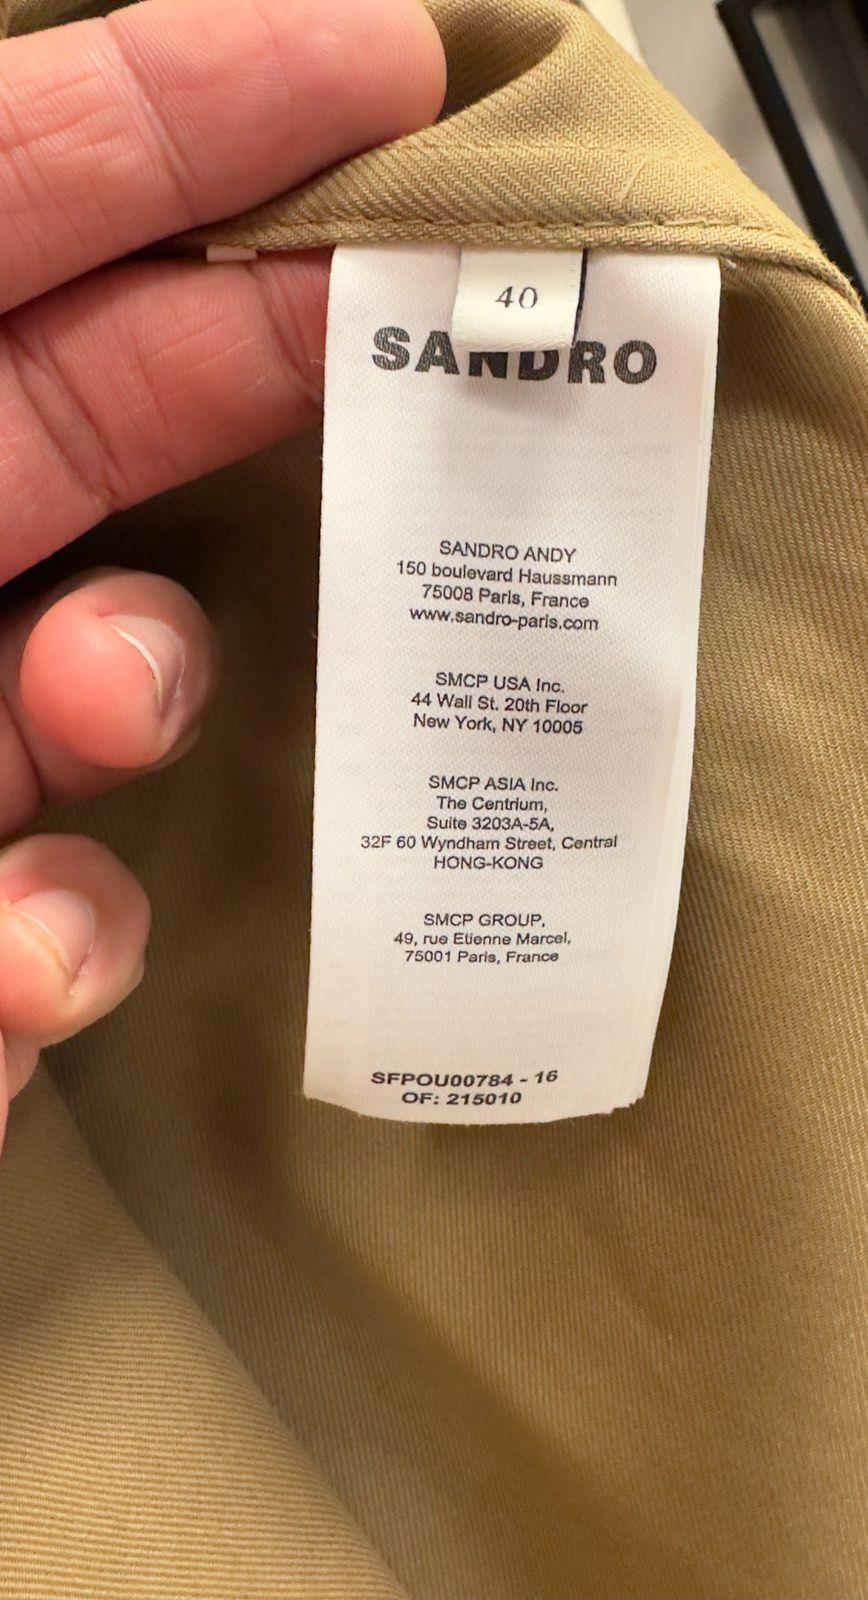 40
SANDRO
SANDRO ANDY
150 boulevard Haussmann
75008 Paris, France
www.sandro-paris.com
SMCP USA Inc.
44 Wall St. 20th Floor
New York, NY 10005
SMCP ASIA Inc.
The Centrium,
Suite 3203A-5A,
32F 60 Wyndham Street, Central
HONG-KONG
SMCP GROUP,
49, rue Etienne Marcel,
75001 Paris, France
SFPOU00784 - 16
OF: 215010